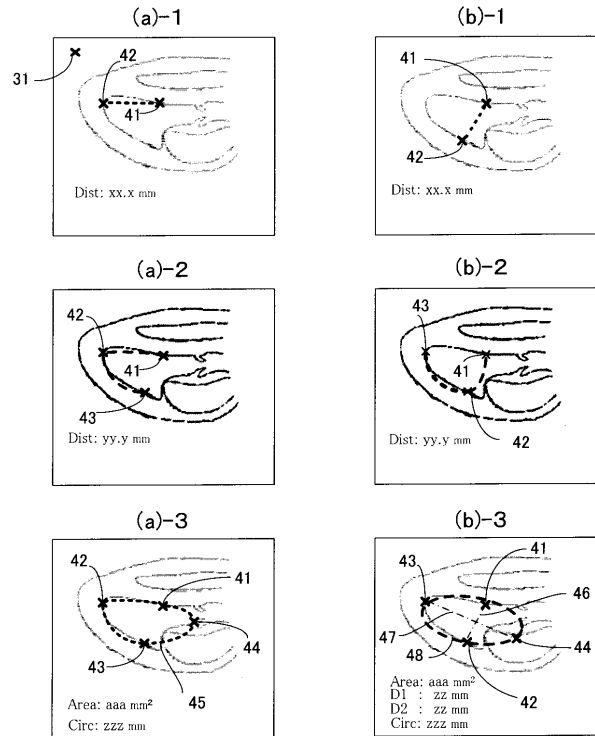 (a)-1
(b)-1
31
42
41
Dist: xx.x mm
41
42
Dist: xx.x mm
(a)-2
(b)-2
42
41
43
Dist: yy.y mm
43
41
42
Dist: yy.y mm
(a)-3
(b)-3
42
41
43
45
44
Area: aaa mm²
Circ: zzz mm
43
41
46
47
48
44
42
Area: aaa mm²
D1 : zz mm
D2 : zz mm
Circ: zzz mm